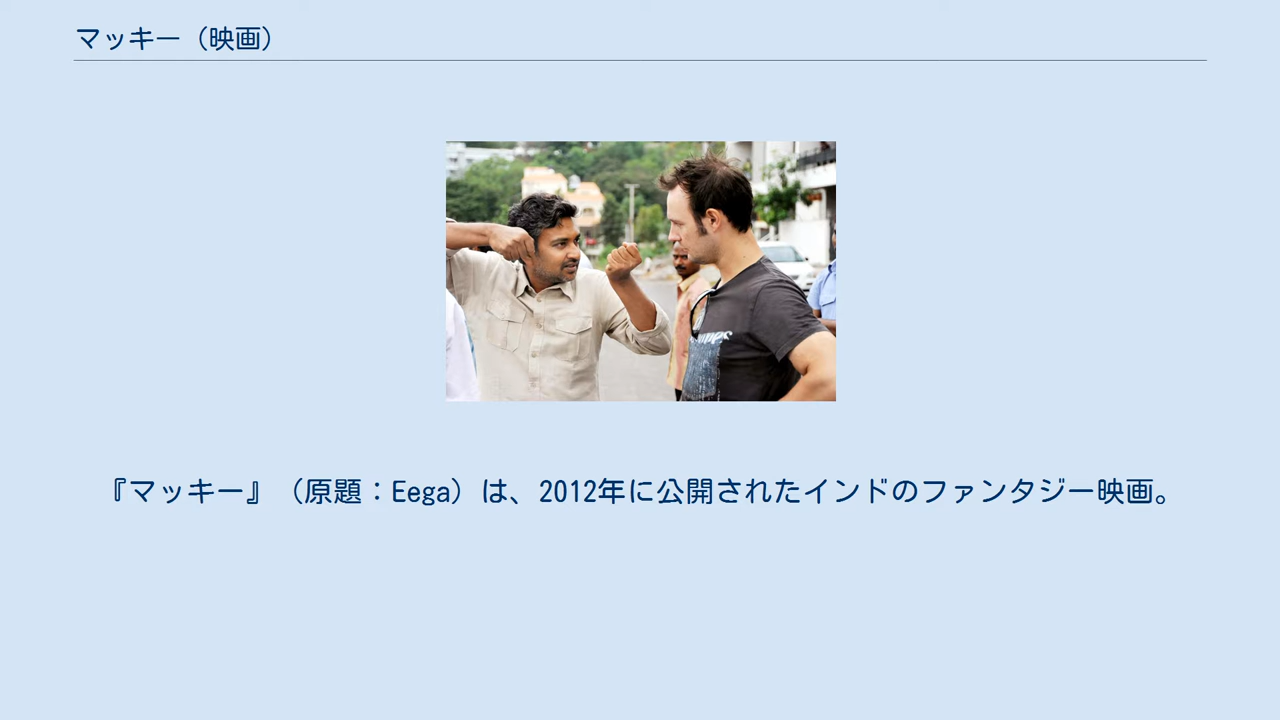 マッキー（映画）
『マッキー』（原題：Eega）は、2012年に公開されたインドのファンタジー映画。